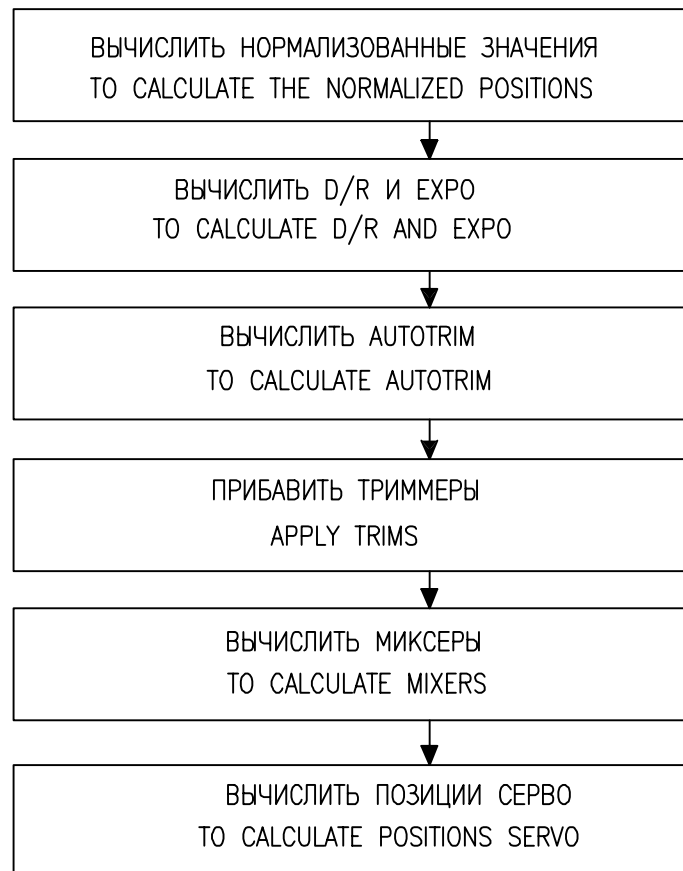 ВЫЧИСЛИТЬ НОРМАЛИЗОВАННЫЕ ЗНАЧЕНИЯ
TO CALCULATE THE NORMALIZED POSITIONS
ВЫЧИСЛИТЬ D/R И EXPO
TO CALCULATE D/R AND EXPO
ВЫЧИСЛИТЬ AUTOTRIM
TO CALCULATE AUTOTRIM
ПРИБАВИТЬ ТРИММЕРЫ
APPLY TRIMS
ВЫЧИСЛИТЬ МИКСЕРЫ
TO CALCULATE MIXERS
ВЫЧИСЛИТЬ ПОЗИЦИИ СЕРВО
TO CALCULATE POSITIONS SERVO